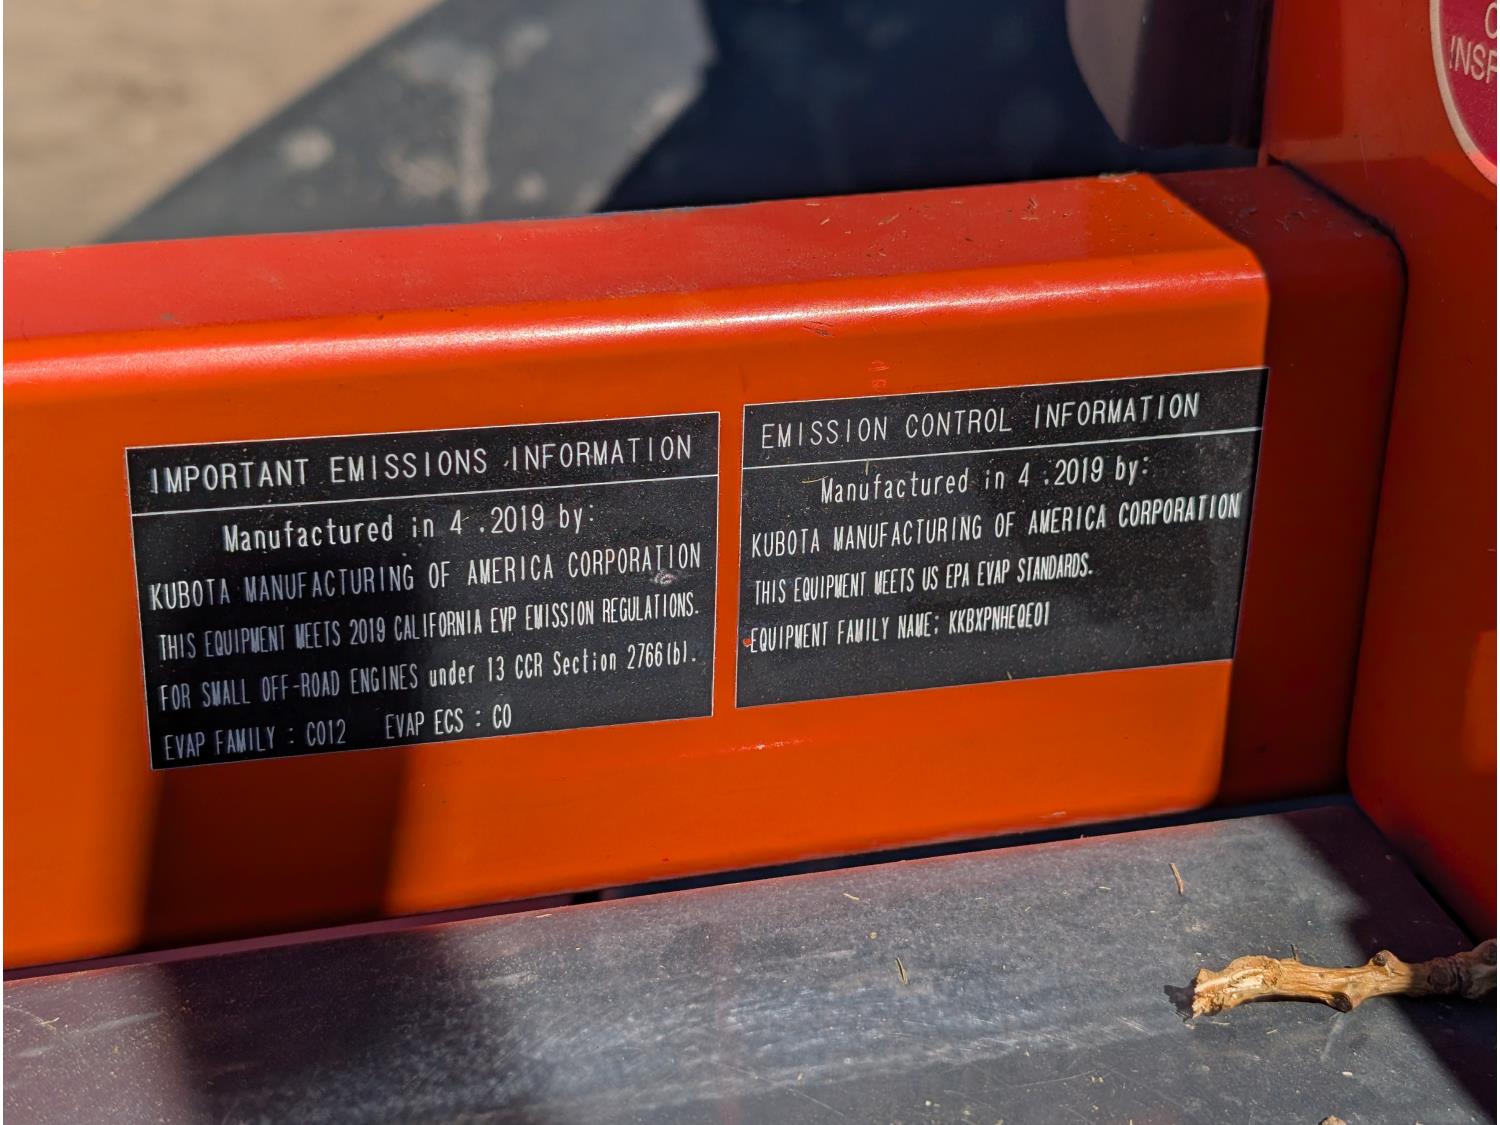 IMPORTANT EMISSIONS INFORMATION
Manufactured in 4 .2019 by:
KUBOTA MANUFACTURING OF AMERICA CORPORATION
THIS EQUIPMENT MEETS 2019 CALIFORNIA EVP EMISSION REGULATIONS.
FOR SMALL OFF-ROAD ENGINES under 13 CCR Section 2766(b).
EVAP FAMILY : C012 EVAP ECS : CO
EMISSION CONTROL INFORMATION
Manufactured in 4 .2019 by:
KUBOTA MANUFACTURING OF AMERICA CORPORATION
THIS EQUIPMENT MEETS US EPA EVAP STANDARDS.
EQUIPMENT FAMILY NAME: KKBXPNHEQE01